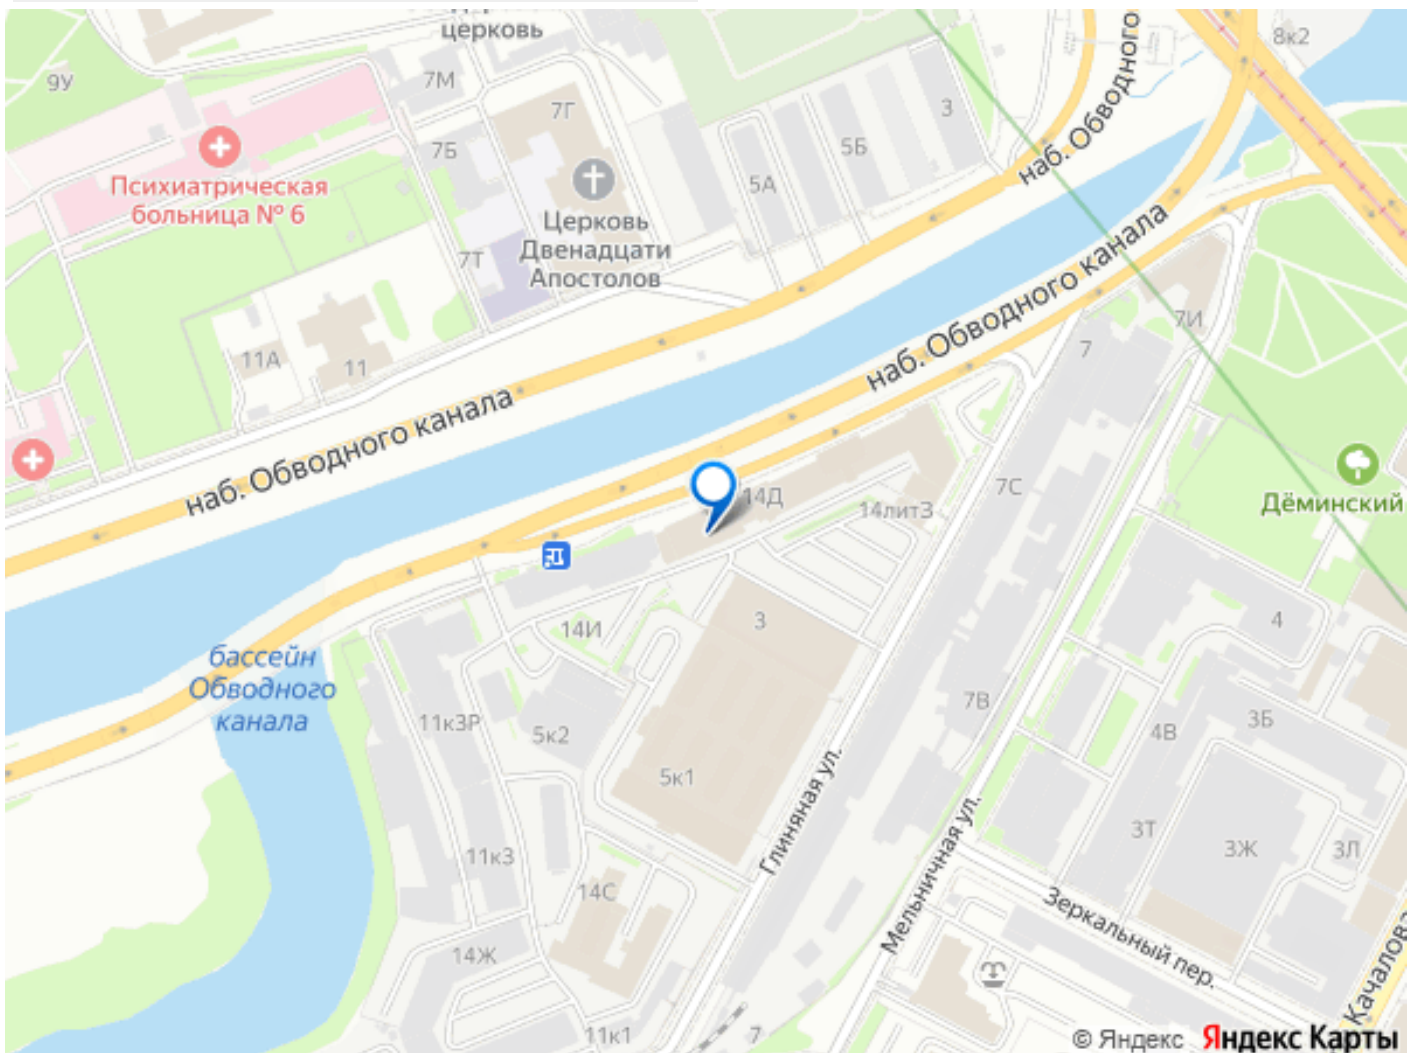 церковь
8к2
9У
7М
7Г
3
наб. Обводного
7Б
5Б
5А
Психиатрическая
больница № 6
Церковь
Двенадцати
Апостолов
7Т
наб. Обводного канала
7И
7
11А
11
наб. Обводного канала
14Д
14литЗ
7С
Дёминский
3
14И
4
бассейн
Обводного
канала
11к3Р
5к2
7В
4В
3Б
5к1
Глиняная ул.
11к3
14С
Мельничная ул.
3Т
3Ж
3Л
Зеркальный пер.
14Ж
Качалова
11к1
7
© Яндекс Яндекс Карты